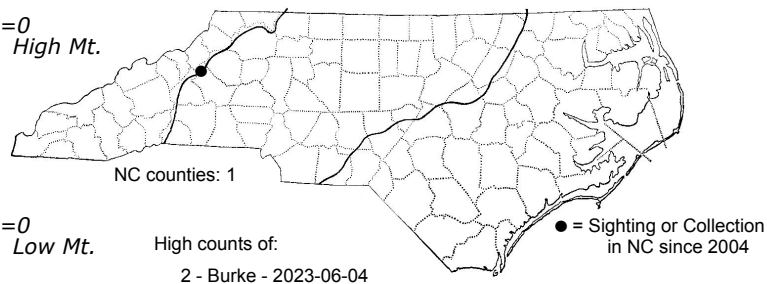 =0
High Mt.
NC counties: 1
=0
Low Mt.
High counts of:
2 - Burke - 2023-06-04
● = Sighting or Collection
in NC since 2004